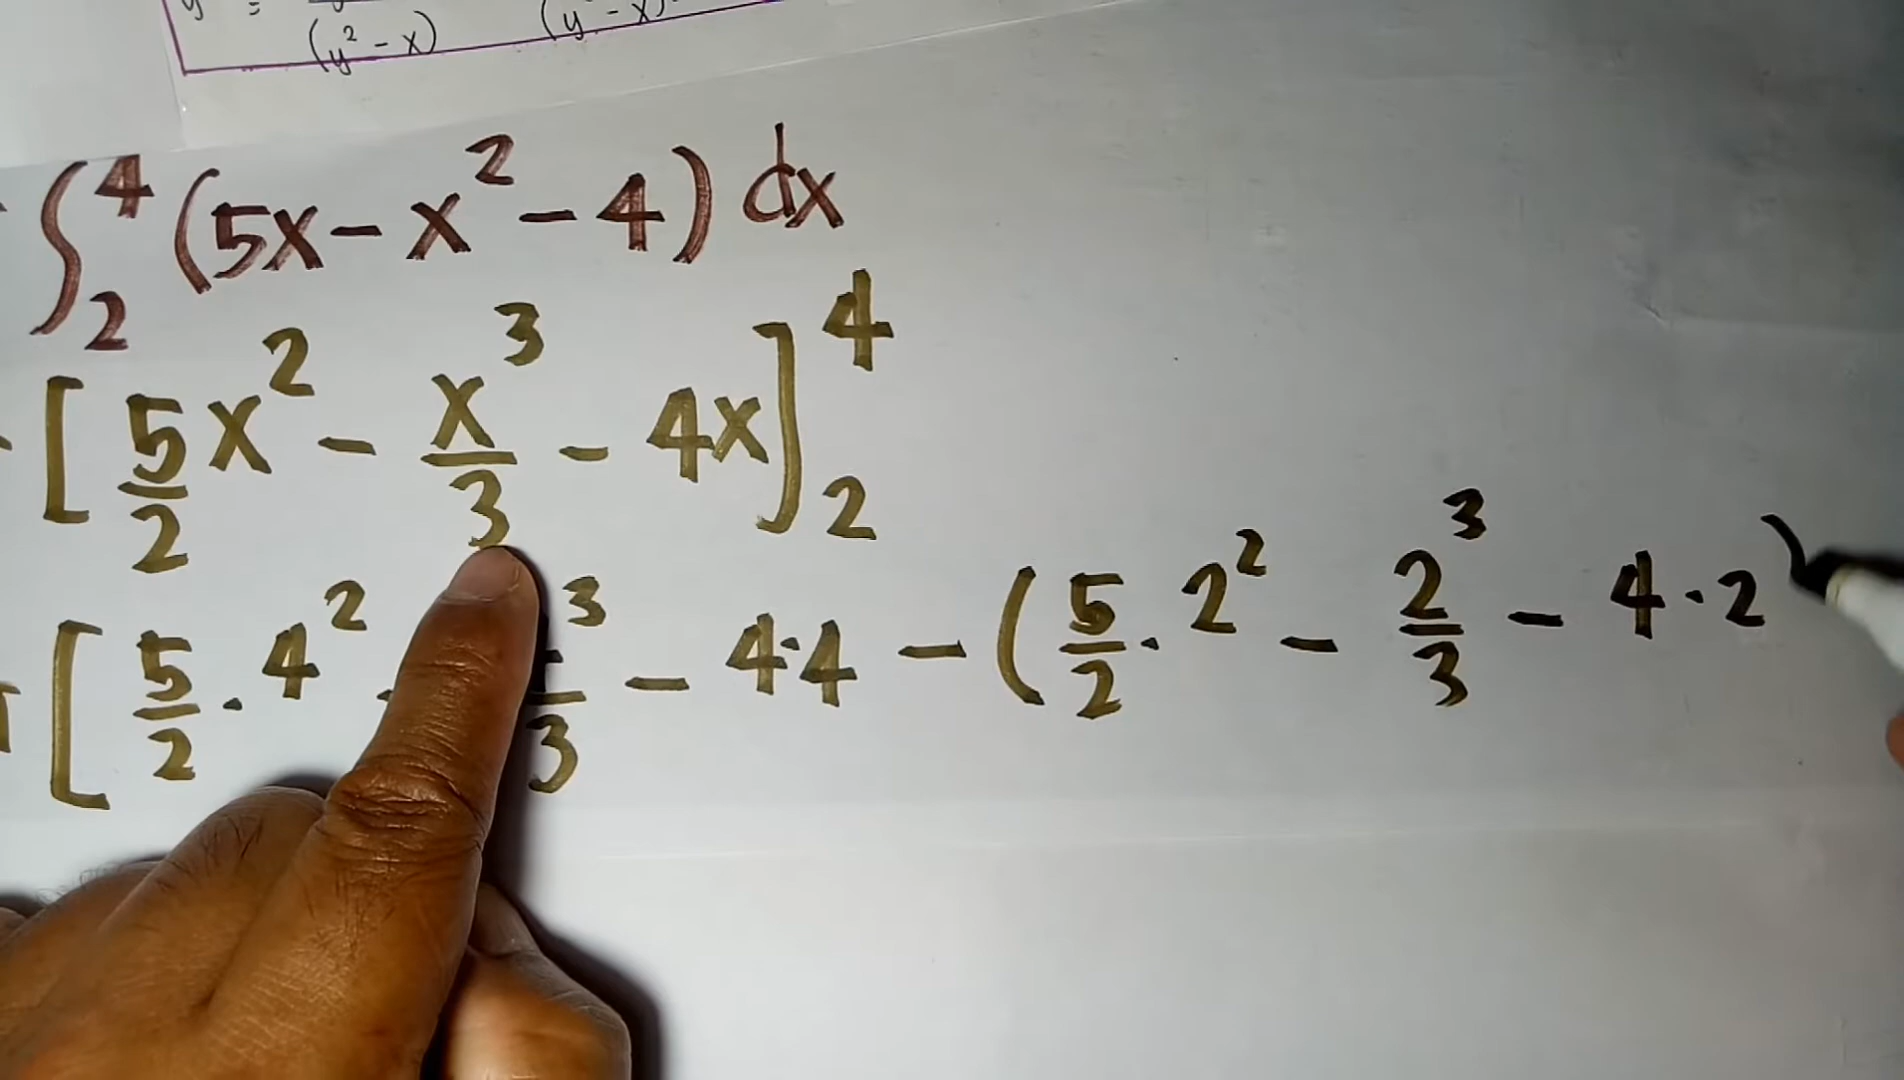 (y² - x) (y² - x)
∫₂⁴ (5x - x² - 4) dx
[5/2 x² - x³/3 - 4x]₂⁴
[5/2 · 4² - ³/3 - 4·4 - (5/2 · 2² - 2³/3 - 4·2)